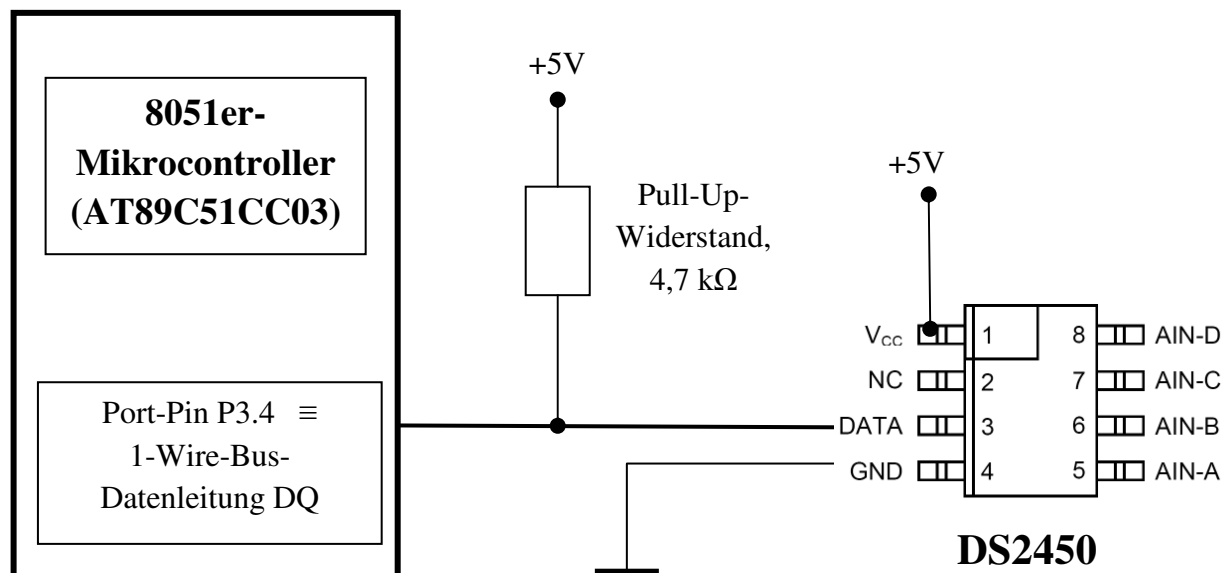 8051er-
Mikrocontroller
(AT89C51CC03)
Port-Pin P3.4 ≡
1-Wire-Bus-
Datenleitung DQ
+5V
Pull-Up-
Widerstand,
4,7 kΩ
+5V
VCC 1 8 AIN-D
NC 2 7 AIN-C
DATA 3 6 AIN-B
GND 4 5 AIN-A
DS2450